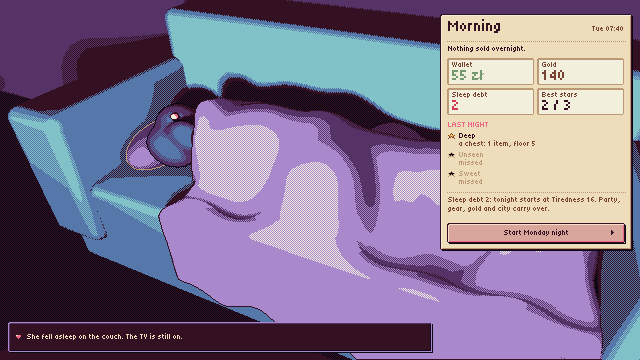 Morning
Tue 07:40
Nothing sold overnight.
Wallet
55 zł
Gold
140
Sleep debt
2
Best stars
2 / 3
LAST NIGHT
Deep
a chest: 1 item, floor 5
Unseen
missed
Sweet
missed
Sleep debt 2: tonight starts at Tiredness 16. Party,
gear, gold and city carry over.
Start Monday night
She fell asleep on the couch. The TV is still on.